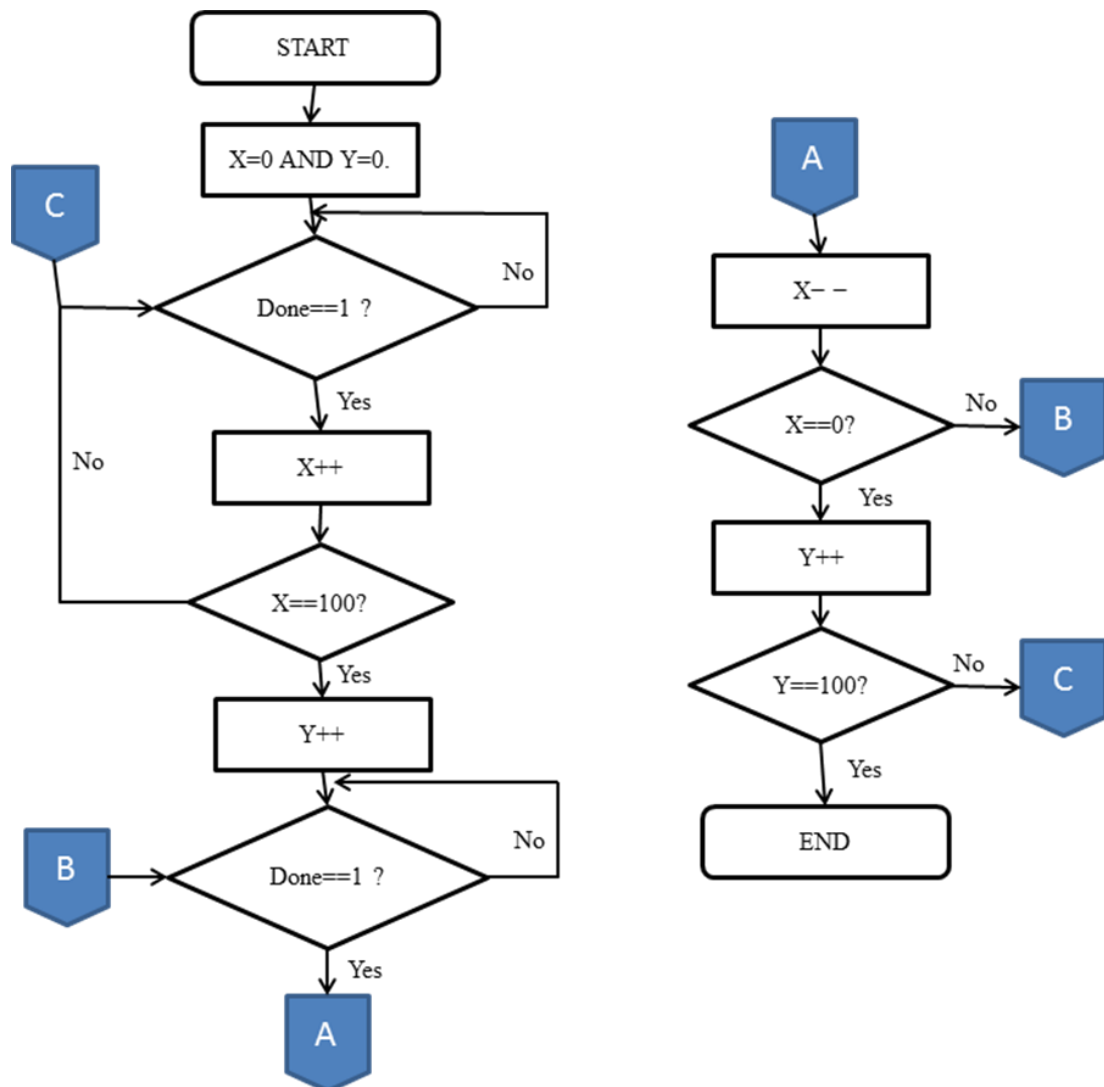 START
X=0 AND Y=0.
C
Done==1 ?
No
Yes
X++
No
X==100?
Yes
Y++
No
B
Done==1 ?
Yes
A
A
X− −
X==0?
No
B
Yes
Y++
Y==100?
No
C
Yes
END